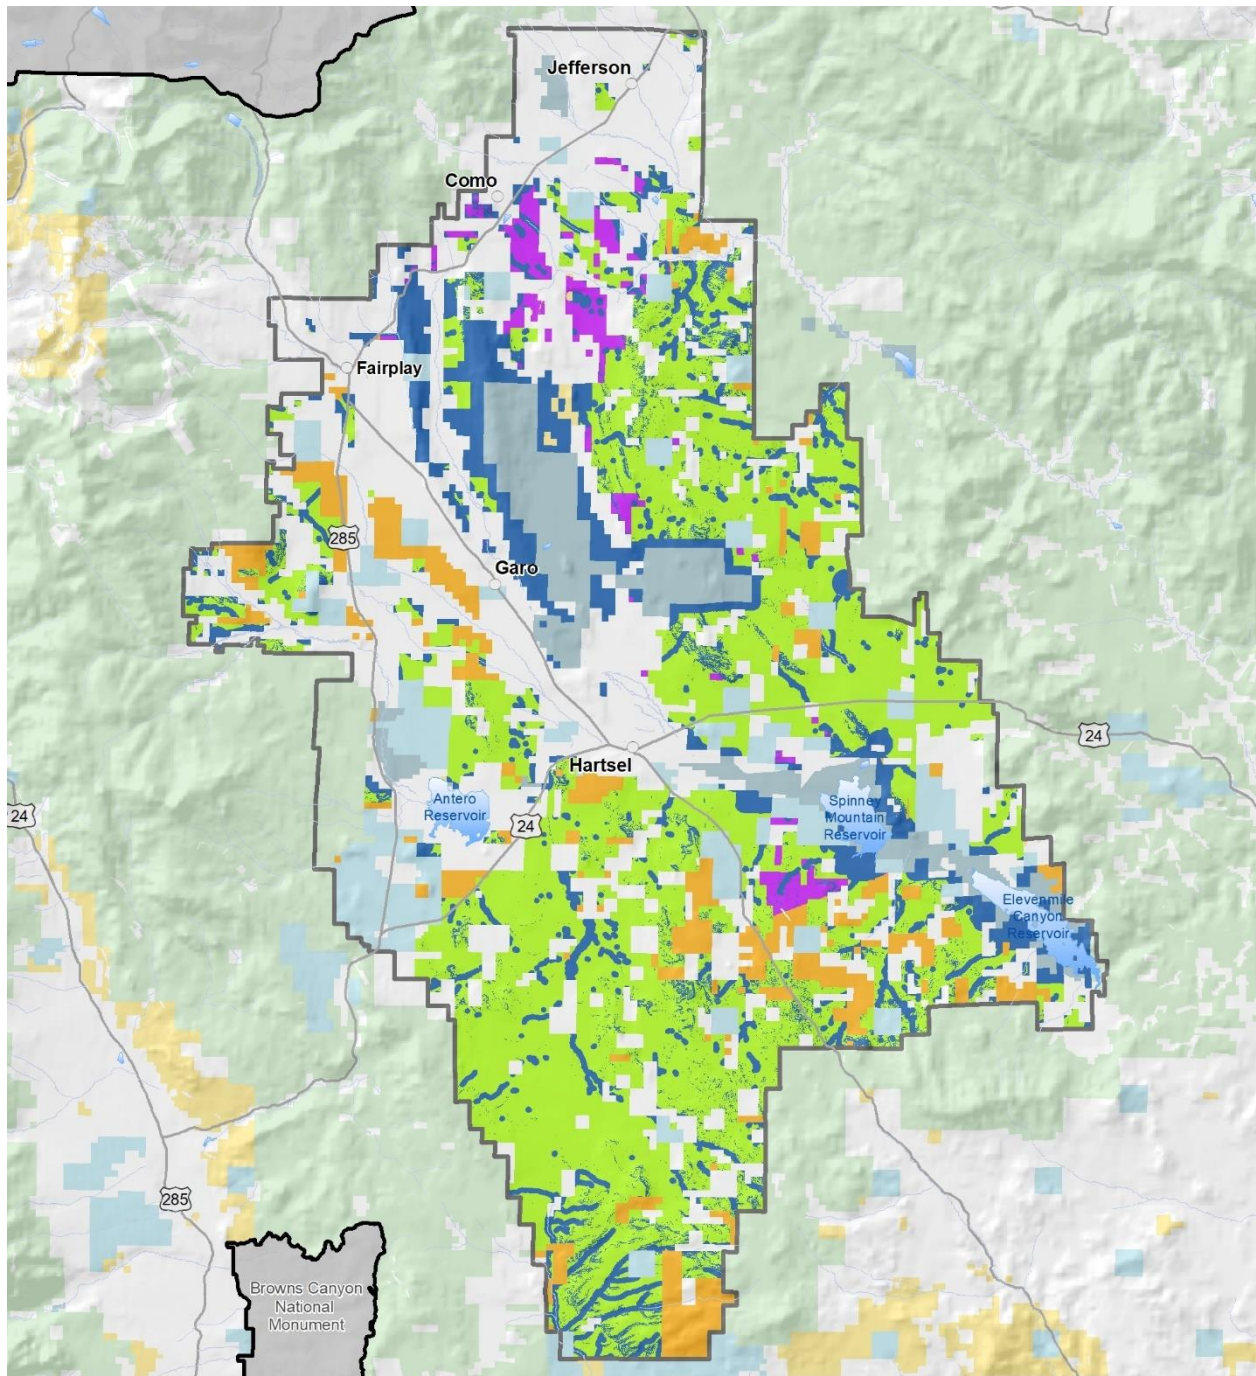 Jefferson
Como
Fairplay
285
Garo
24
Hartsel
Antero
Reservoir
Spinney
Mountain
Reservoir
24
24
Elevenmile
Canyon
Reservoir
285
Browns Canyon
National
Monument